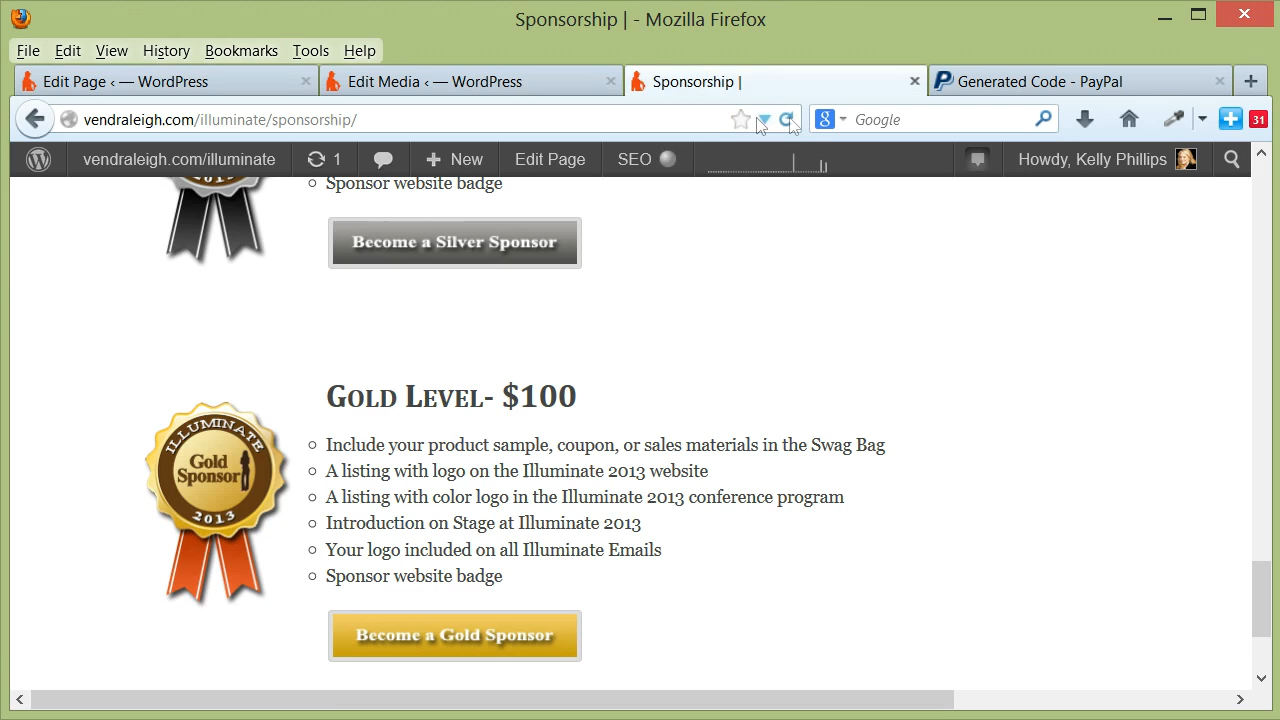 Sponsorship | - Mozilla Firefox
File Edit View History Bookmarks Tools Help
Edit Page ‹ — WordPress
Edit Media ‹ — WordPress
Sponsorship |
Generated Code - PayPal
vendraleigh.com/illuminate/sponsorship/
8
Google
31
vendraleigh.com/illuminate
1
New
Edit Page
SEO
Howdy, Kelly Phillips
2013
Sponsor website badge
Become a Silver Sponsor
Gold Level- $100
ILLUMINATE
Gold
Sponsor
2013
Include your product sample, coupon, or sales materials in the Swag Bag
A listing with logo on the Illuminate 2013 website
A listing with color logo in the Illuminate 2013 conference program
Introduction on Stage at Illuminate 2013
Your logo included on all Illuminate Emails
Sponsor website badge
Become a Gold Sponsor